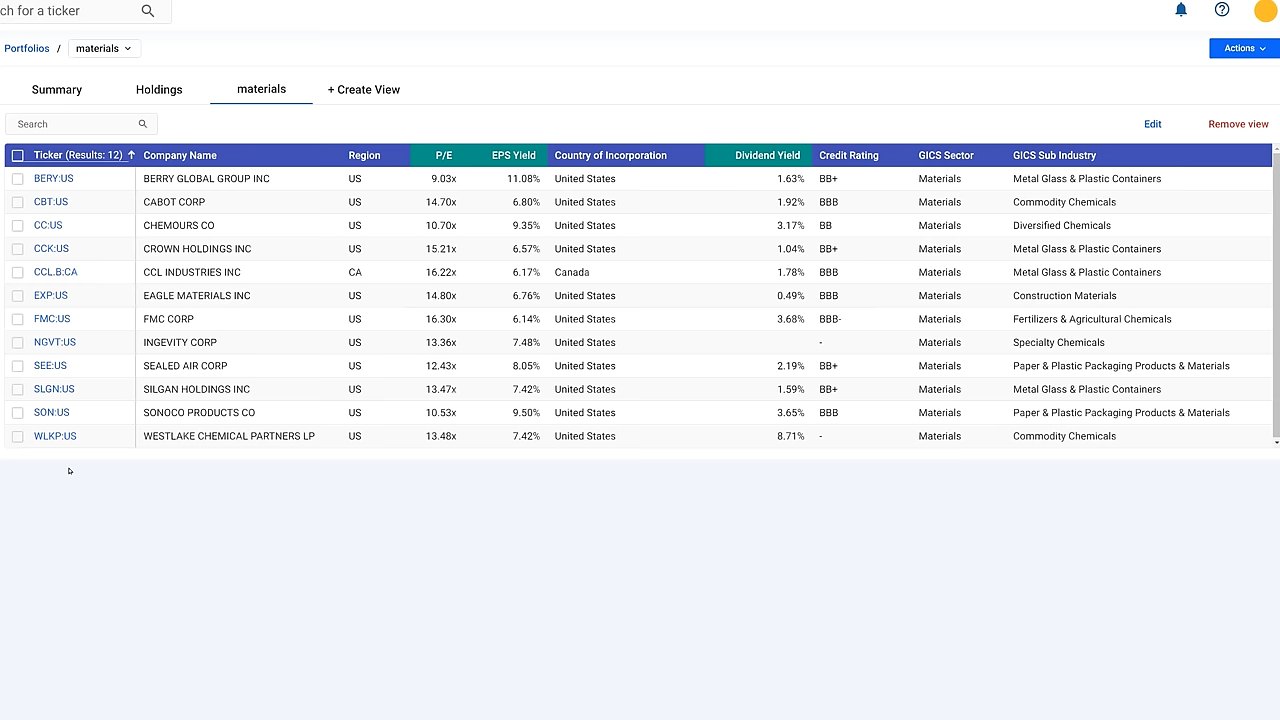 ch for a ticker
Portfolios / materials
Actions
Summary Holdings materials + Create View
Search Edit Remove view
Ticker (Results: 12) Company Name Region P/E EPS Yield Country of Incorporation Dividend Yield Credit Rating GICS Sector GICS Sub Industry
BERY:US BERRY GLOBAL GROUP INC US 9.03x 11.08% United States 1.63% BB+ Materials Metal Glass & Plastic Containers
CBT:US CABOT CORP US 14.70x 6.80% United States 1.92% BBB Materials Commodity Chemicals
CC:US CHEMOURS CO US 10.70x 9.35% United States 3.17% BB Materials Diversified Chemicals
CCK:US CROWN HOLDINGS INC US 15.21x 6.57% United States 1.04% BB+ Materials Metal Glass & Plastic Containers
CCL.B:CA CCL INDUSTRIES INC CA 16.22x 6.17% Canada 1.78% BBB Materials Metal Glass & Plastic Containers
EXP:US EAGLE MATERIALS INC US 14.80x 6.76% United States 0.49% BBB Materials Construction Materials
FMC:US FMC CORP US 16.30x 6.14% United States 3.68% BBB- Materials Fertilizers & Agricultural Chemicals
NGVT:US INGEVITY CORP US 13.36x 7.48% United States - Materials Specialty Chemicals
SEE:US SEALED AIR CORP US 12.43x 8.05% United States 2.19% BB+ Materials Paper & Plastic Packaging Products & Materials
SLGN:US SILGAN HOLDINGS INC US 13.47x 7.42% United States 1.59% BB+ Materials Metal Glass & Plastic Containers
SON:US SONOCO PRODUCTS CO US 10.53x 9.50% United States 3.65% BBB Materials Paper & Plastic Packaging Products & Materials
WLKP:US WESTLAKE CHEMICAL PARTNERS LP US 13.48x 7.42% United States 8.71% - Materials Commodity Chemicals